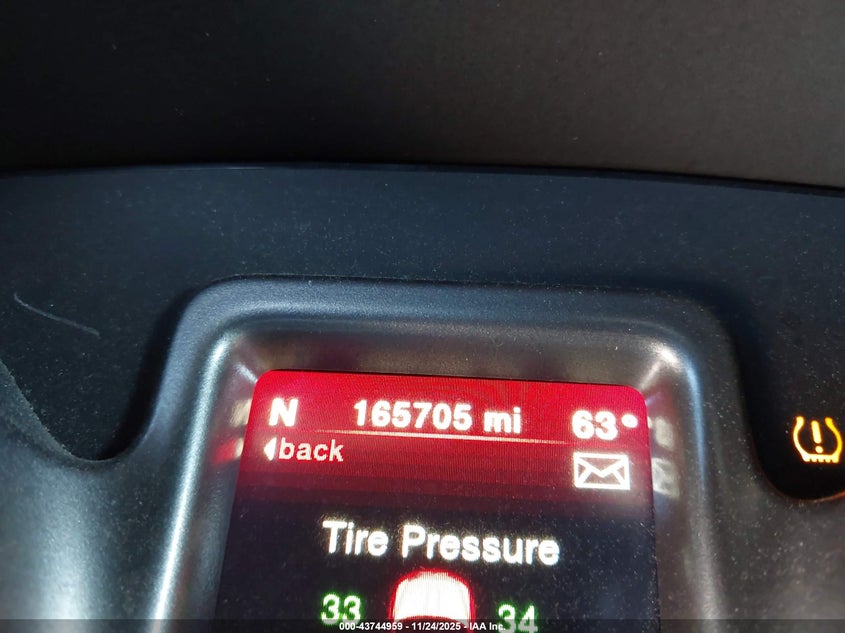 N 165705 mi 63°
back
Tire Pressure
33 34
000-43744959 - 11/24/2025 - IAA Inc.